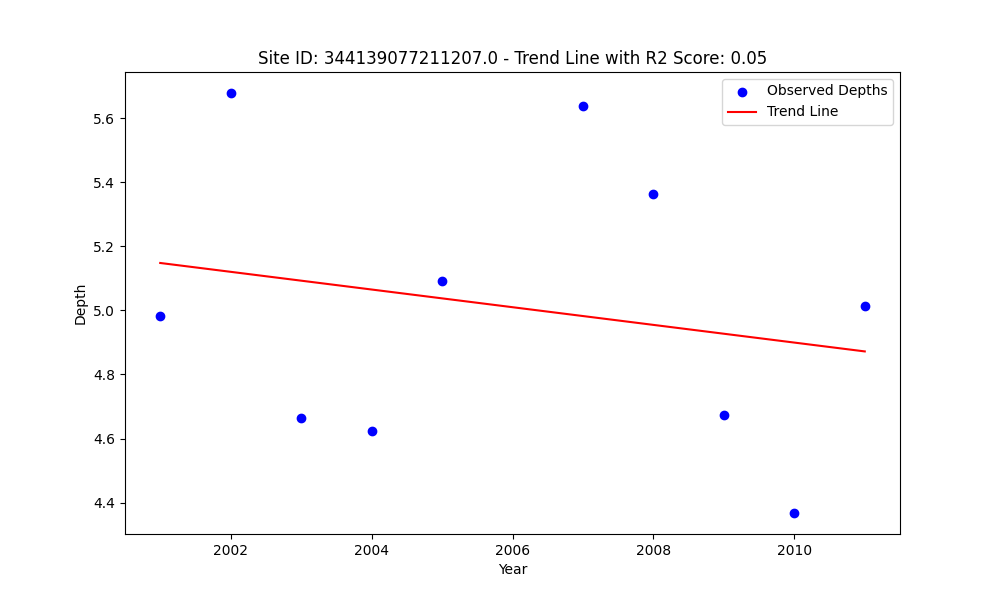 Site ID: 344139077211207.0 - Trend Line with R2 Score: 0.05
Observed Depths
Trend Line
5.6
5.4
5.2
5.0
4.8
4.6
4.4
Depth
2002
2004
2006
2008
2010
Year